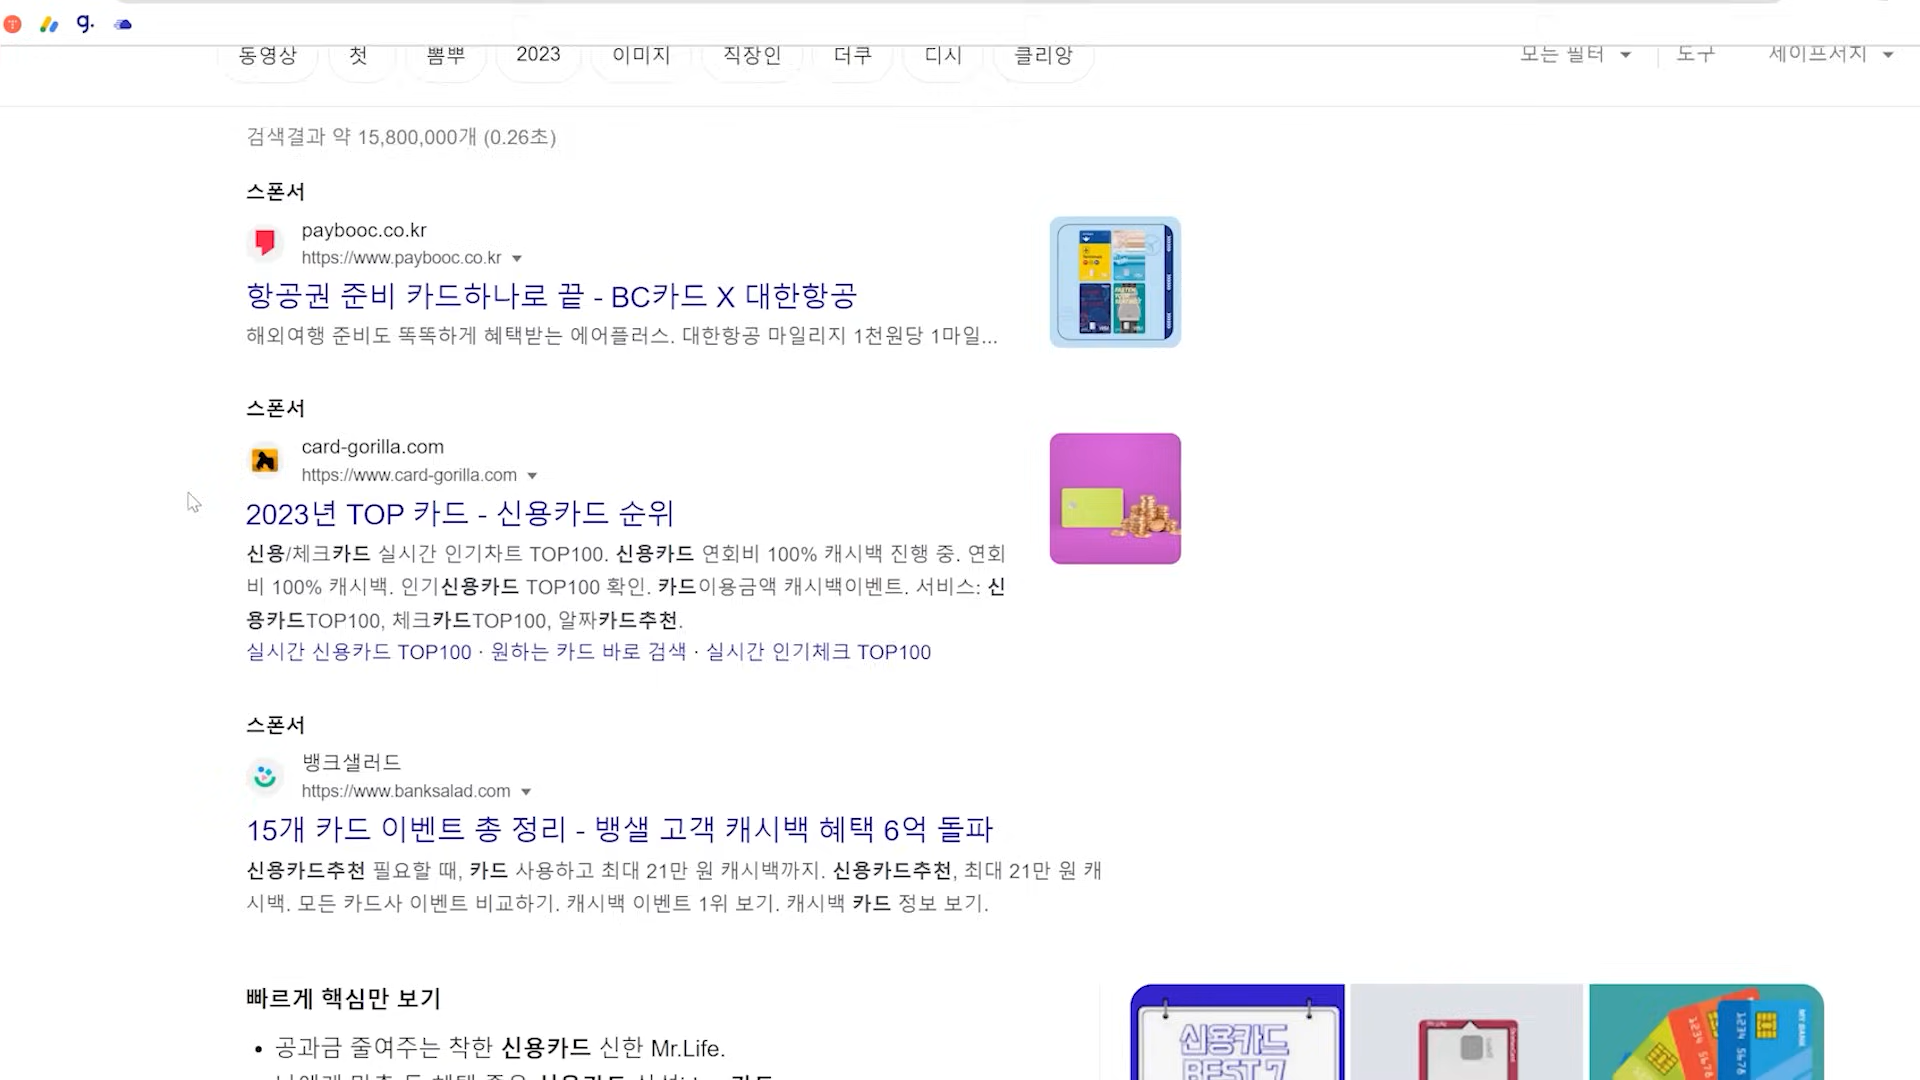 g.
동영상 첫 뽐뿌 2023 이미지 직장인 더쿠 디시 클리앙 모든 필터 도구 세이프서치
검색결과 약 15,800,000개 (0.26초)
스폰서
paybooc.co.kr
https://www.paybooc.co.kr
항공권 준비 카드하나로 끝 - BC카드 X 대한항공
해외여행 준비도 똑똑하게 혜택받는 에어플러스. 대한항공 마일리지 1천원당 1마일...
스폰서
card-gorilla.com
https://www.card-gorilla.com
2023년 TOP 카드 - 신용카드 순위
신용/체크카드 실시간 인기차트 TOP100. 신용카드 연회비 100% 캐시백 진행 중. 연회
비 100% 캐시백. 인기신용카드 TOP100 확인. 카드이용금액 캐시백이벤트. 서비스: 신
용카드TOP100, 체크카드TOP100, 알짜카드추천.
실시간 신용카드 TOP100 · 원하는 카드 바로 검색 · 실시간 인기체크 TOP100
스폰서
뱅크샐러드
https://www.banksalad.com
15개 카드 이벤트 총 정리 - 뱅샐 고객 캐시백 혜택 6억 돌파
신용카드추천 필요할 때, 카드 사용하고 최대 21만 원 캐시백까지. 신용카드추천, 최대 21만 원 캐
시백. 모든 카드사 이벤트 비교하기. 캐시백 이벤트 1위 보기. 캐시백 카드 정보 보기.
빠르게 핵심만 보기
공과금 줄여주는 착한 신용카드 신한 Mr.Life.
신용카드
BEST 7
MY BANK
1234 5678
1234 5678